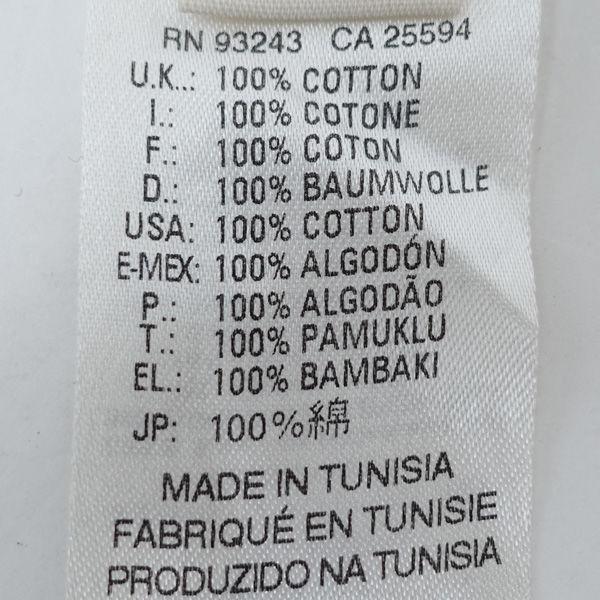 RN 93243 CA 25594
U.K..: 100% COTTON
I.: 100% COTONE
F.: 100% COTON
D.: 100% BAUMWOLLE
USA: 100% COTTON
E-MEX: 100% ALGODÓN
P.: 100% ALGODÃO
T.: 100% PAMUKLU
EL.: 100% BAMBAKI
JP: 100%綿
MADE IN TUNISIA
FABRIQUÉ EN TUNISIE
PRODUZIDO NA TUNISIA